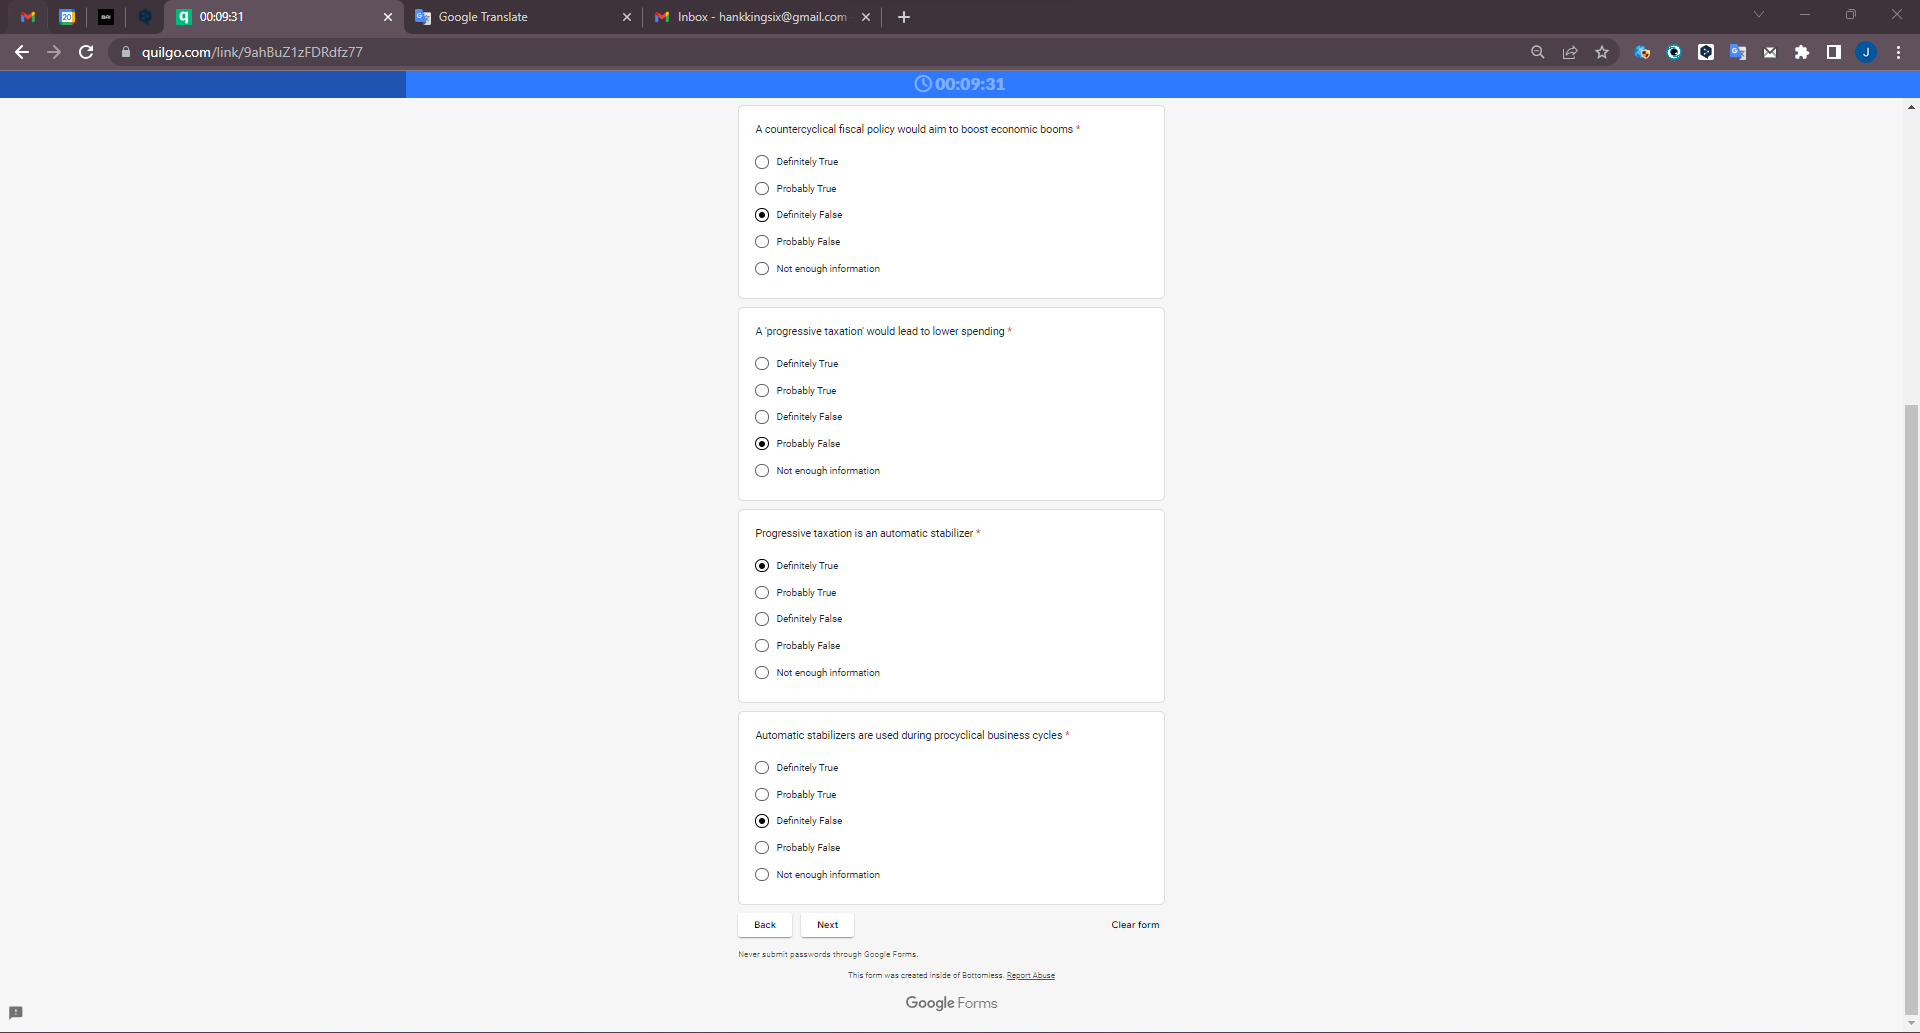 20
BAI
q
00:09:31
Google Translate
Inbox - hankkingsix@gmail.com
quilgo.com/link/9ahBuZ1zFDRdfz77
J
00:09:31
A countercyclical fiscal policy would aim to boost economic booms *
Definitely True
Probably True
Definitely False
Probably False
Not enough information
A 'progressive taxation' would lead to lower spending *
Definitely True
Probably True
Definitely False
Probably False
Not enough information
Progressive taxation is an automatic stabilizer *
Definitely True
Probably True
Definitely False
Probably False
Not enough information
Automatic stabilizers are used during procyclical business cycles *
Definitely True
Probably True
Definitely False
Probably False
Not enough information
Back
Next
Clear form
Never submit passwords through Google Forms.
This form was created inside of Bottomless. Report Abuse
Google Forms